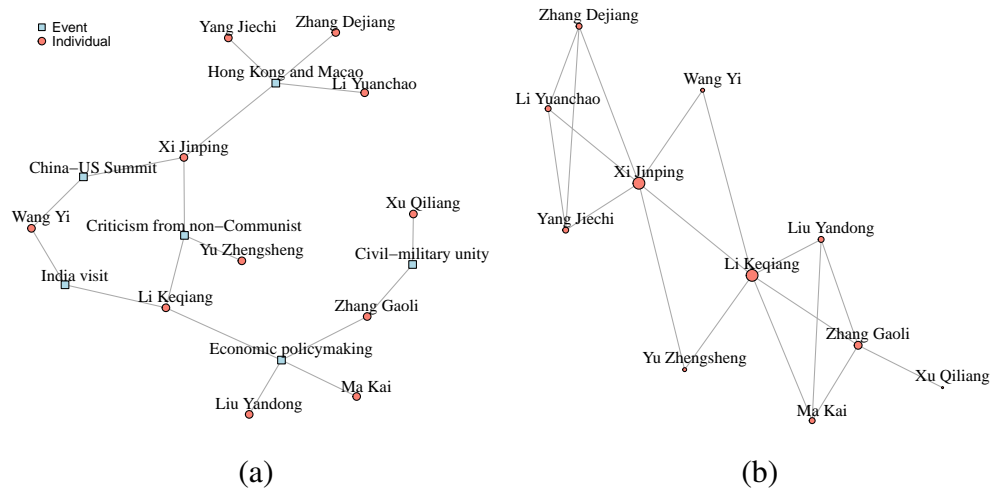 Event
Individual
Yang Jiechi
Zhang Dejiang
Hong Kong and Macao
Li Yuanchao
Xi Jinping
China−US Summit
Wang Yi
Criticism from non−Communist
Yu Zhengsheng
Xu Qiliang
Civil−military unity
India visit
Li Keqiang
Zhang Gaoli
Economic policymaking
Ma Kai
Liu Yandong
(a)
Zhang Dejiang
Wang Yi
Li Yuanchao
Xi Jinping
Yang Jiechi
Liu Yandong
Li Keqiang
Zhang Gaoli
Yu Zhengsheng
Xu Qiliang
Ma Kai
(b)